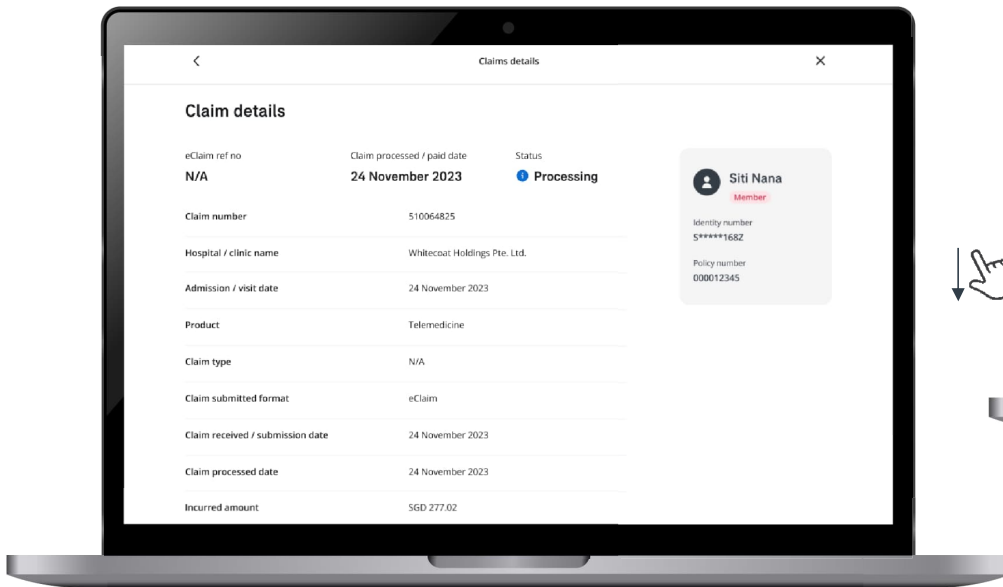 Claims details
Claim details
eClaim ref no Claim processed / paid date Status
N/A 24 November 2023 Processing
Claim number 510064825
Hospital / clinic name Whitecoat Holdings Pte. Ltd.
Admission / visit date 24 November 2023
Product Telemedicine
Claim type N/A
Claim submitted format eClaim
Claim received / submission date 24 November 2023
Claim processed date 24 November 2023
Incurred amount SGD 277.02
Siti Nana
Member
Identity number
S*****168Z
Policy number
000012345